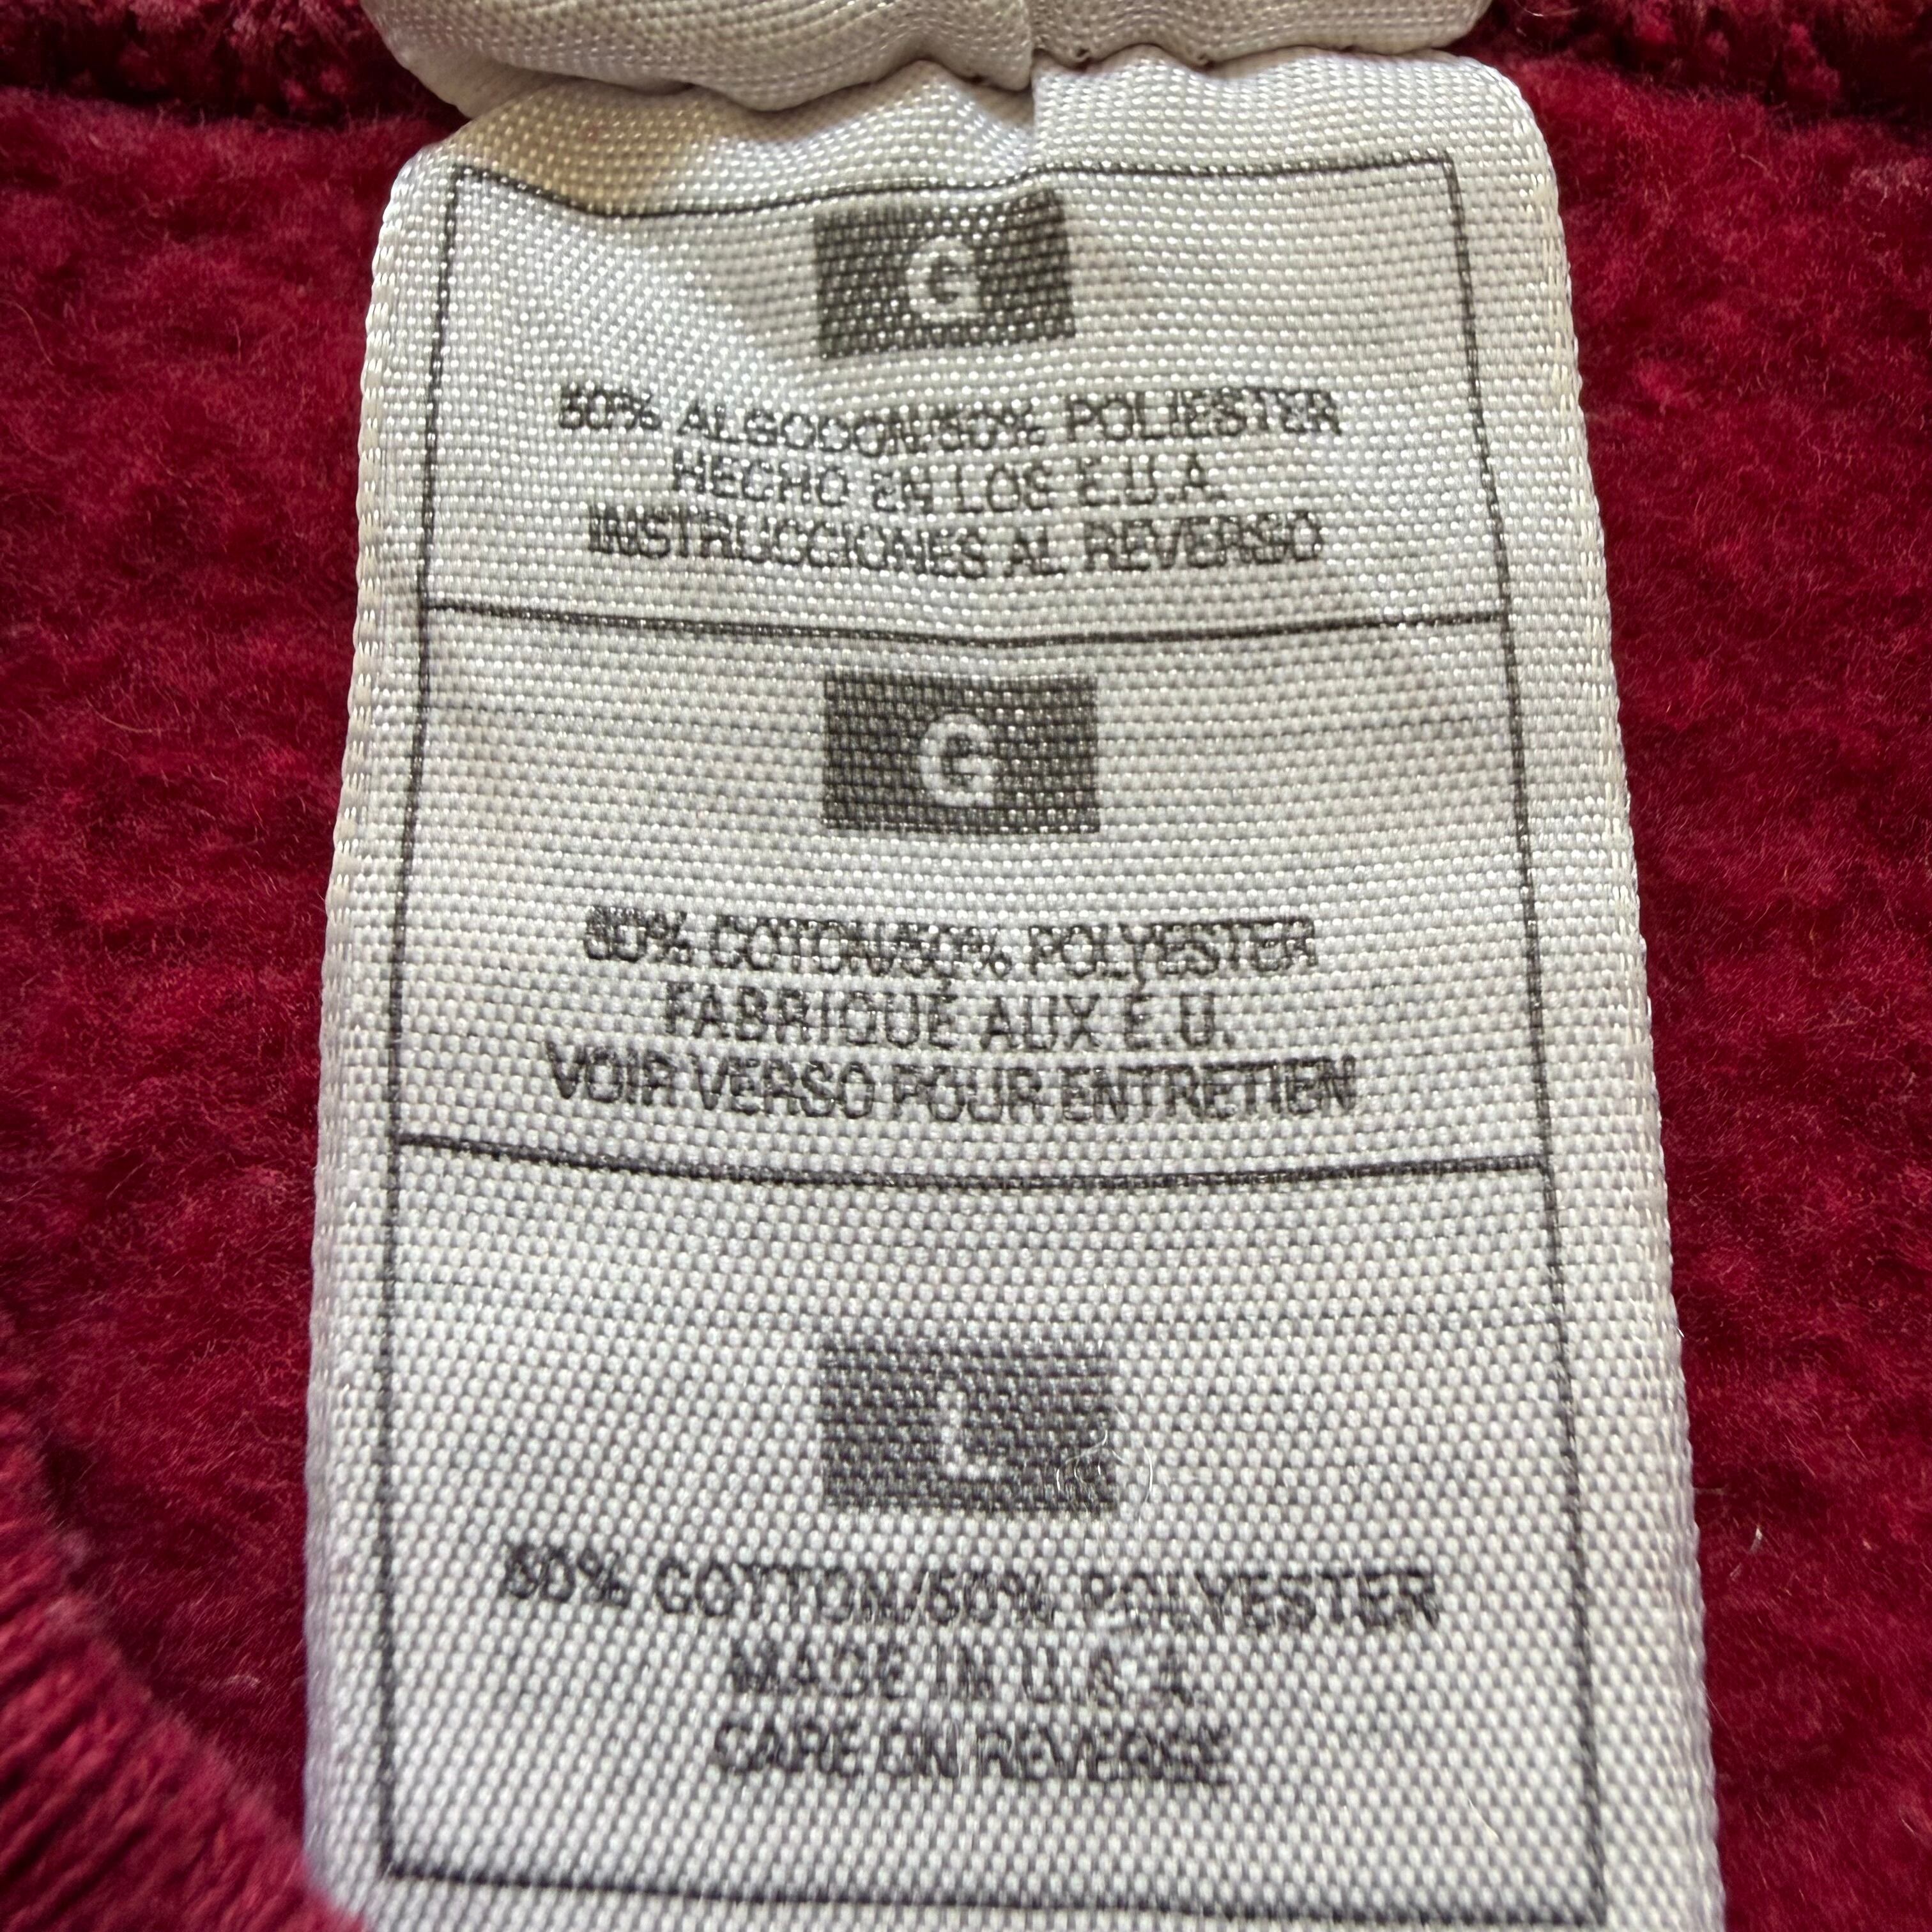 G
50% ALGODON/50% POLIESTER
HECHO EN LOS E.U.A.
INSTRUCCIONES AL REVERSO
G
50% COTON/50% POLYESTER
FABRIQUÉ AUX É.U.
VOIR VERSO POUR ENTRETIEN
L
50% COTTON/50% POLYESTER
MADE IN U.S.A.
CARE ON REVERSE